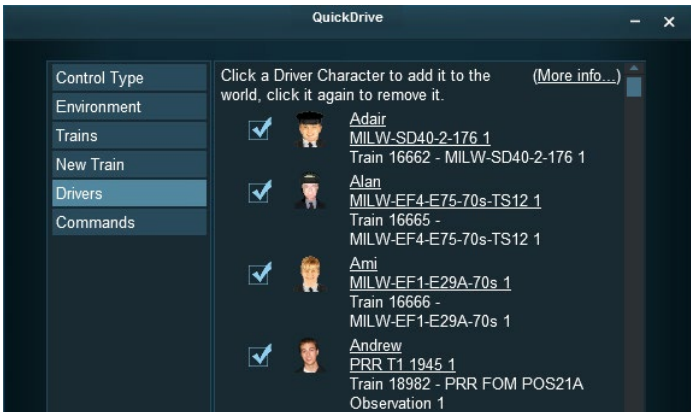 QuickDrive
Control Type
Environment
Trains
New Train
Drivers
Commands
Click a Driver Character to add it to the
world, click it again to remove it.
(More info...)
Adair
MILW-SD40-2-176 1
Train 16662 - MILW-SD40-2-176 1
Alan
MILW-EF4-E75-70s-TS12 1
Train 16665 -
MILW-EF4-E75-70s-TS12 1
Ami
MILW-EF1-E29A-70s 1
Train 16666 -
MILW-EF1-E29A-70s 1
Andrew
PRR T1 1945 1
Train 18982 - PRR FOM POS21A
Observation 1